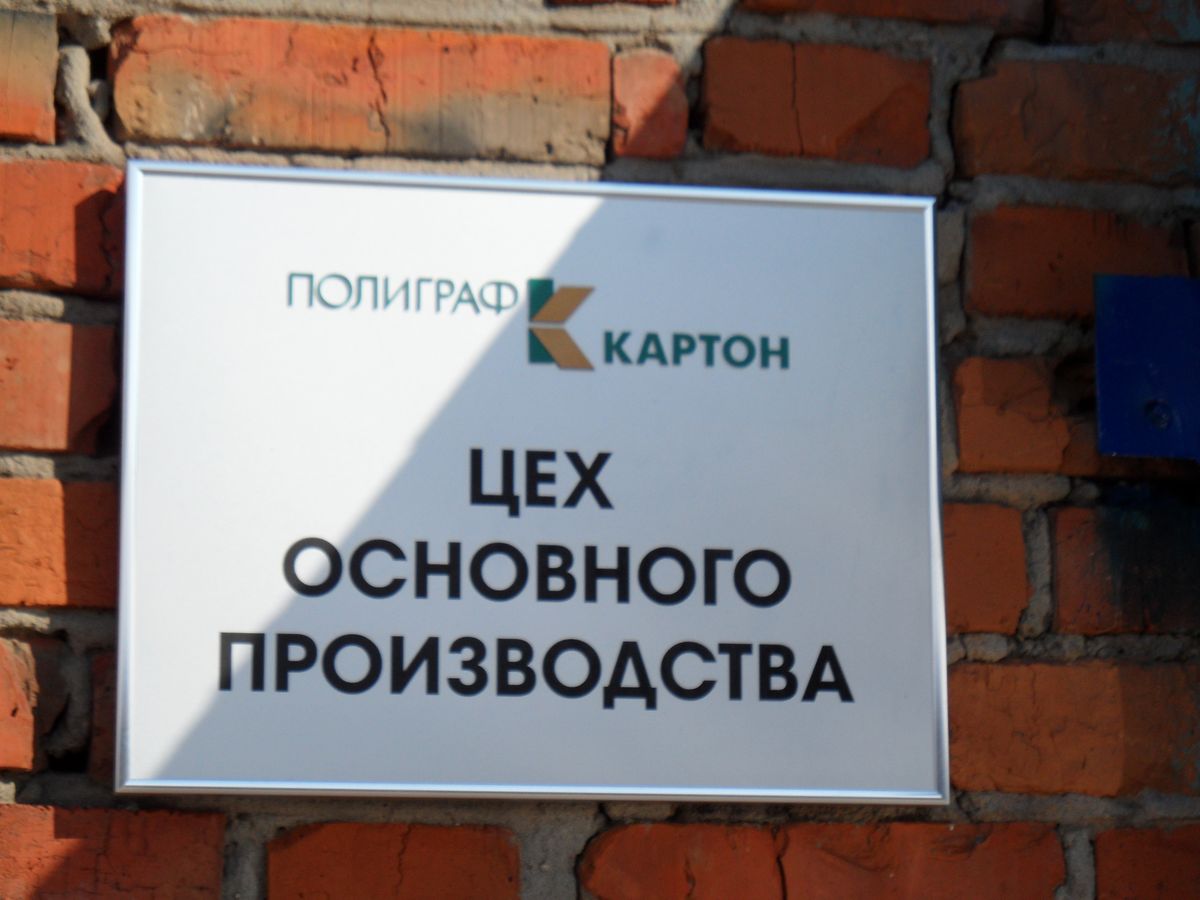 ПОЛИГРАФ
КАРТОН
ЦЕХ
ОСНОВНОГО
ПРОИЗВОДСТВА